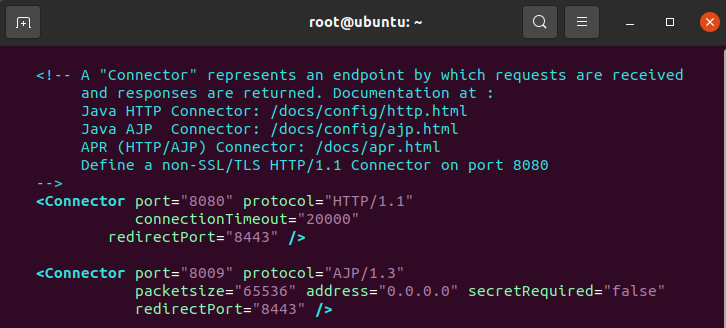 root@ubuntu: ~
<!-- A "Connector" represents an endpoint by which requests are received
and responses are returned. Documentation at :
Java HTTP Connector: /docs/config/http.html
Java AJP  Connector: /docs/config/ajp.html
APR (HTTP/AJP) Connector: /docs/apr.html
Define a non-SSL/TLS HTTP/1.1 Connector on port 8080
-->
<Connector port="8080" protocol="HTTP/1.1"
connectionTimeout="20000"
redirectPort="8443" />
<Connector port="8009" protocol="AJP/1.3"
packetsize="65536" address="0.0.0.0" secretRequired="false"
redirectPort="8443" />